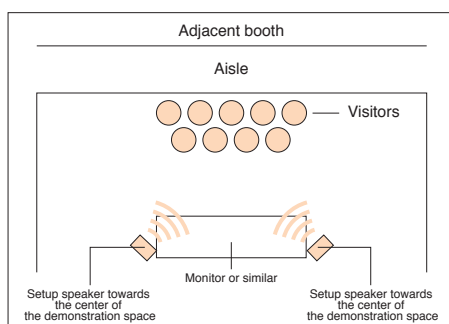 Adjacent booth
Aisle
Visitors
Monitor or similar
Setup speaker towards
the center of
the demonstration space
Setup speaker towards
the center of
the demonstration space